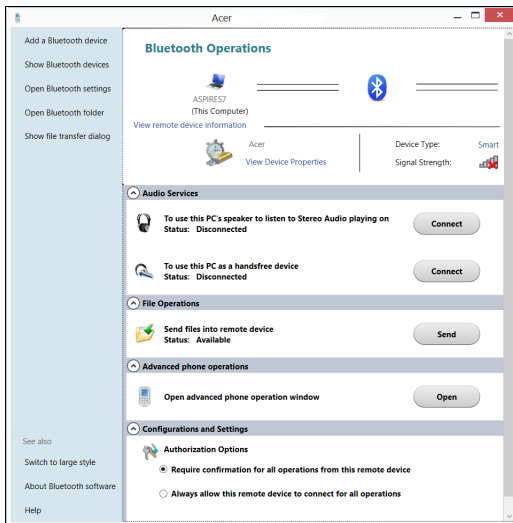 Acer
Add a Bluetooth device
Show Bluetooth devices
Open Bluetooth settings
Open Bluetooth folder
Show file transfer dialog
See also
Switch to large style
About Bluetooth software
Help
Bluetooth Operations
ASPIRES7
(This Computer)
View remote device information
Acer
View Device Properties
Device Type: Smart
Signal Strength:
Audio Services
To use this PC's speaker to listen to Stereo Audio playing on
Status: Disconnected
Connect
To use this PC as a handsfree device
Status: Disconnected
Connect
File Operations
Send files into remote device
Status: Available
Send
Advanced phone operations
Open advanced phone operation window
Open
Configurations and Settings
Authorization Options
Require confirmation for all operations from this remote device
Always allow this remote device to connect for all operations